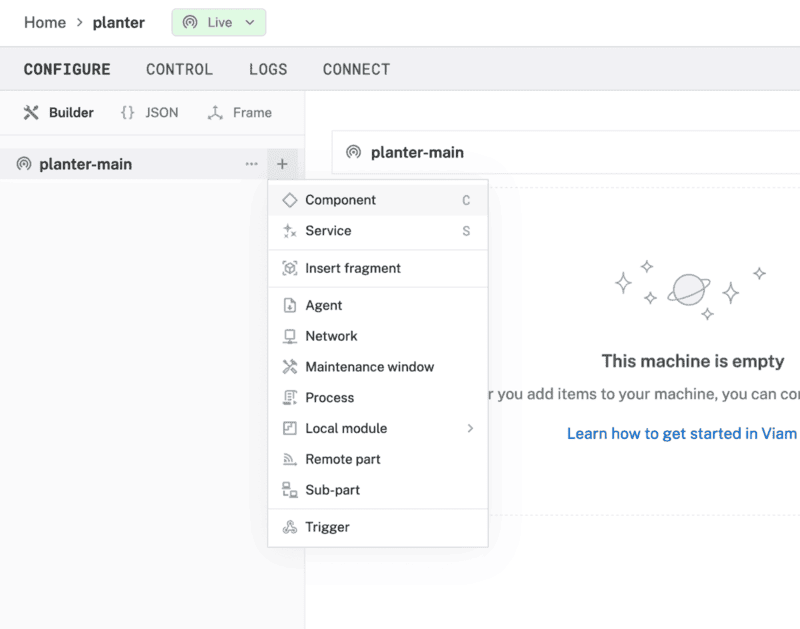 Home > planter Live
CONFIGURE CONTROL LOGS CONNECT
Builder {} JSON Frame
planter-main ... +
planter-main
Component C
Service S
Insert fragment
Agent
Network
Maintenance window
Process
Local module >
Remote part
Sub-part
Trigger
This machine is empty
r you add items to your machine, you can co
Learn how to get started in Viam